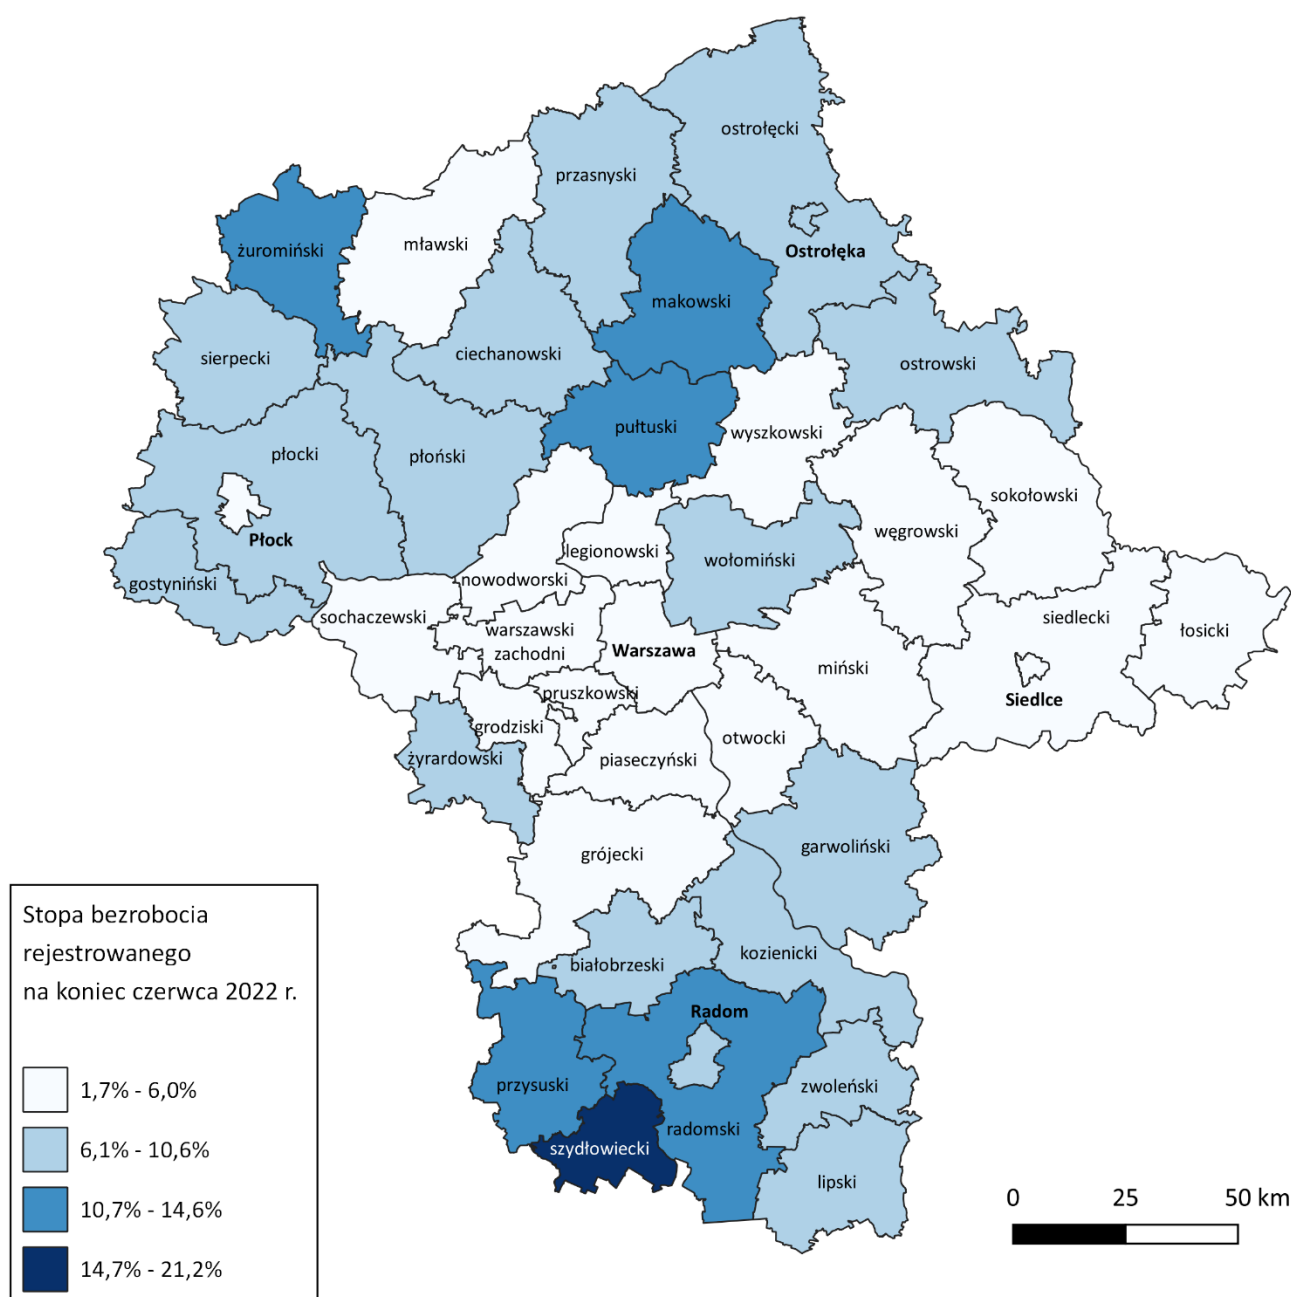 ostrołęcki
przasnyski
żuromiński
mławski
Ostrołęka
makowski
sierpecki
ciechanowski
ostrowski
pułtuski
wyszkowski
płocki
płoński
sokołowski
węgrowski
Płock
legionowski
wołomiński
gostyniński
nowodworski
sochaczewski
siedlecki
warszawski
zachodni
łosicki
Warszawa
miński
pruszkowski
Siedlce
grodziski
otwocki
żyrardowski
piaseczyński
garwoliński
grójecki
białobrzeski
kozienicki
Radom
przysuski
zwoleński
radomski
szydłowiecki
lipski
Stopa bezrobocia
rejestrowanego
na koniec czerwca 2022 r.
1,7% - 6,0%
6,1% - 10,6%
10,7% - 14,6%
14,7% - 21,2%
0 25 50 km